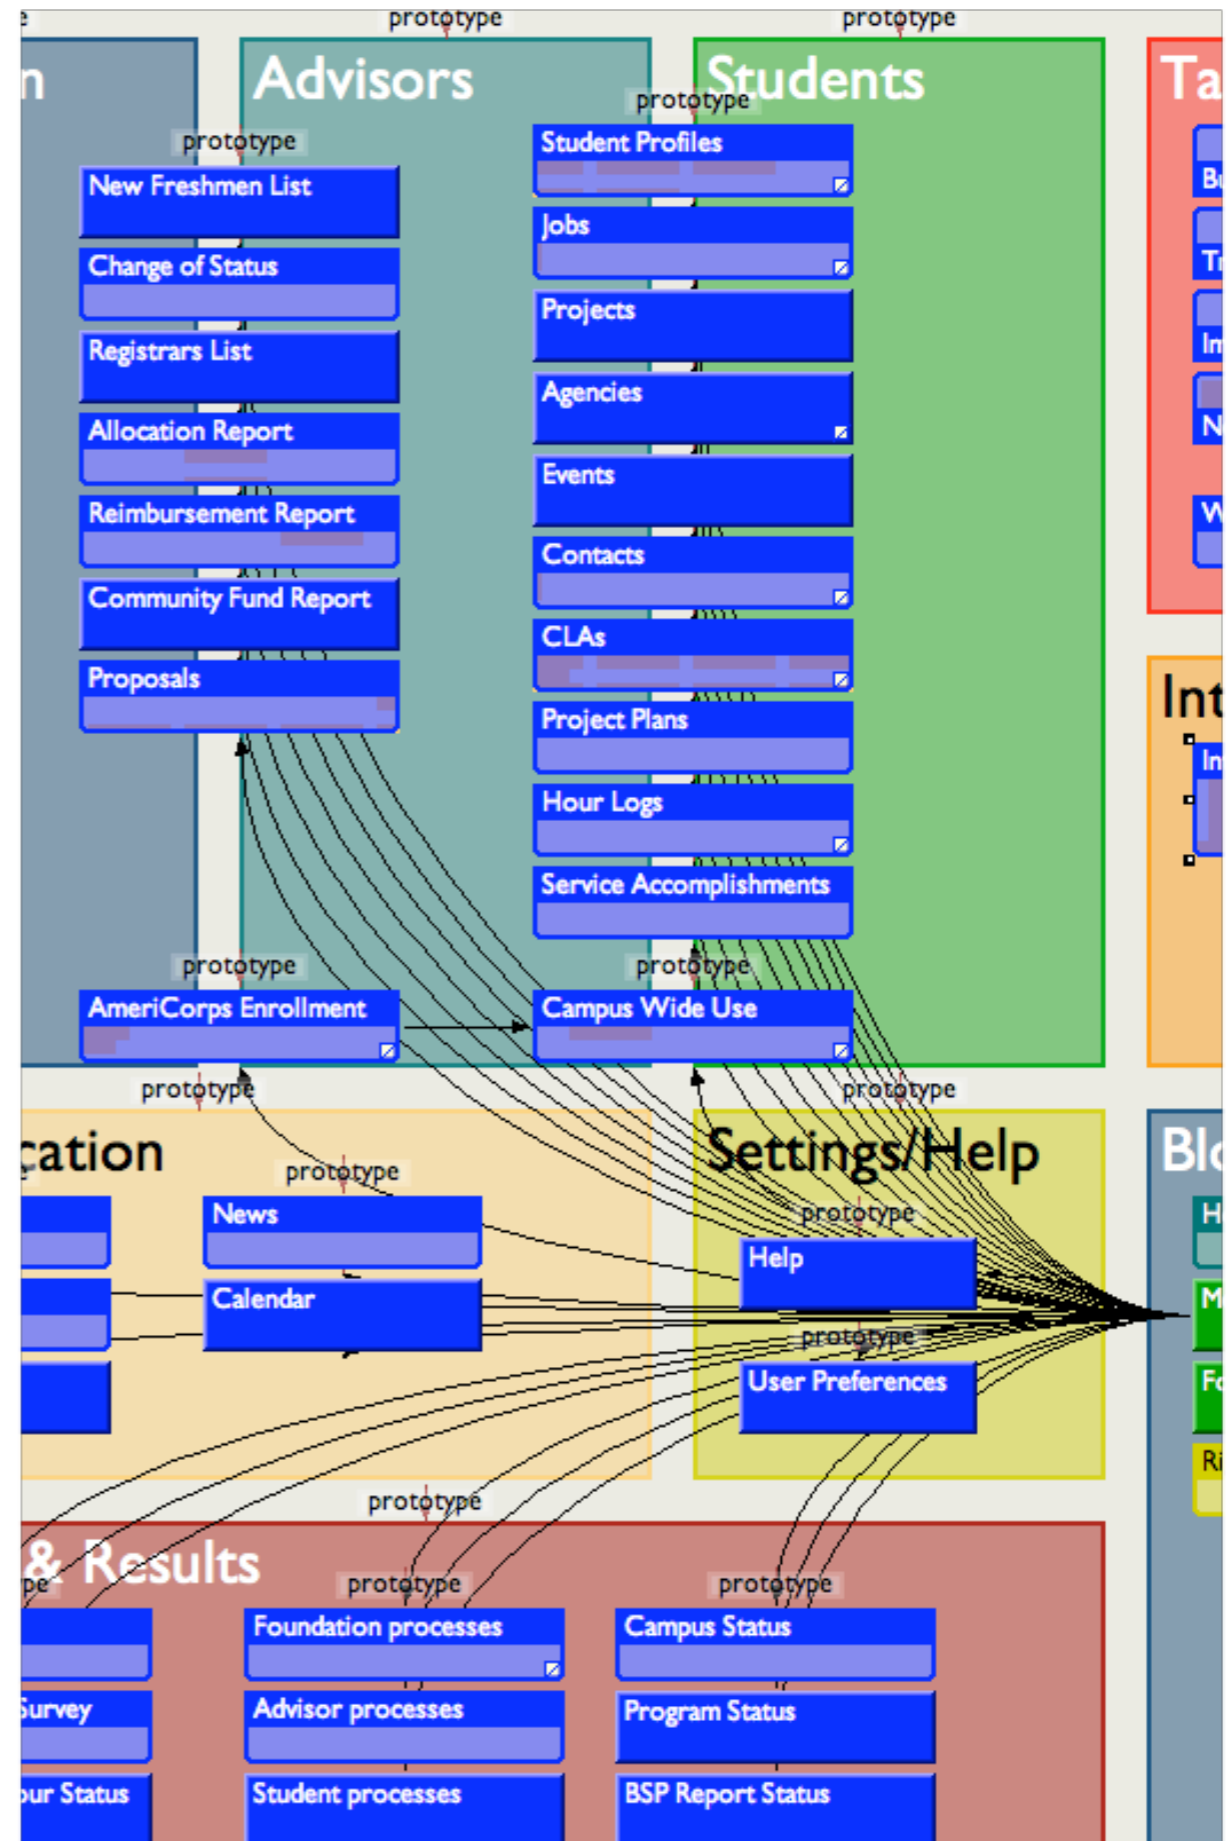 prototype
prototype
Advisors
Students
prototype
prototype
New Freshmen List
Change of Status
Registrars List
Allocation Report
Reimbursement Report
Community Fund Report
Proposals
Student Profiles
Jobs
Projects
Agencies
Events
Contacts
CLAs
Project Plans
Hour Logs
Service Accomplishments
prototype
prototype
AmeriCorps Enrollment
Campus Wide Use
prototype
prototype
cation
Settings/Help
prototype
News
Calendar
prototype
Help
prototype
User Preferences
prototype
& Results
pe
prototype
prototype
Foundation processes
Campus Status
Survey
Advisor processes
Program Status
our Status
Student processes
BSP Report Status
Ta
Int
In
Blo